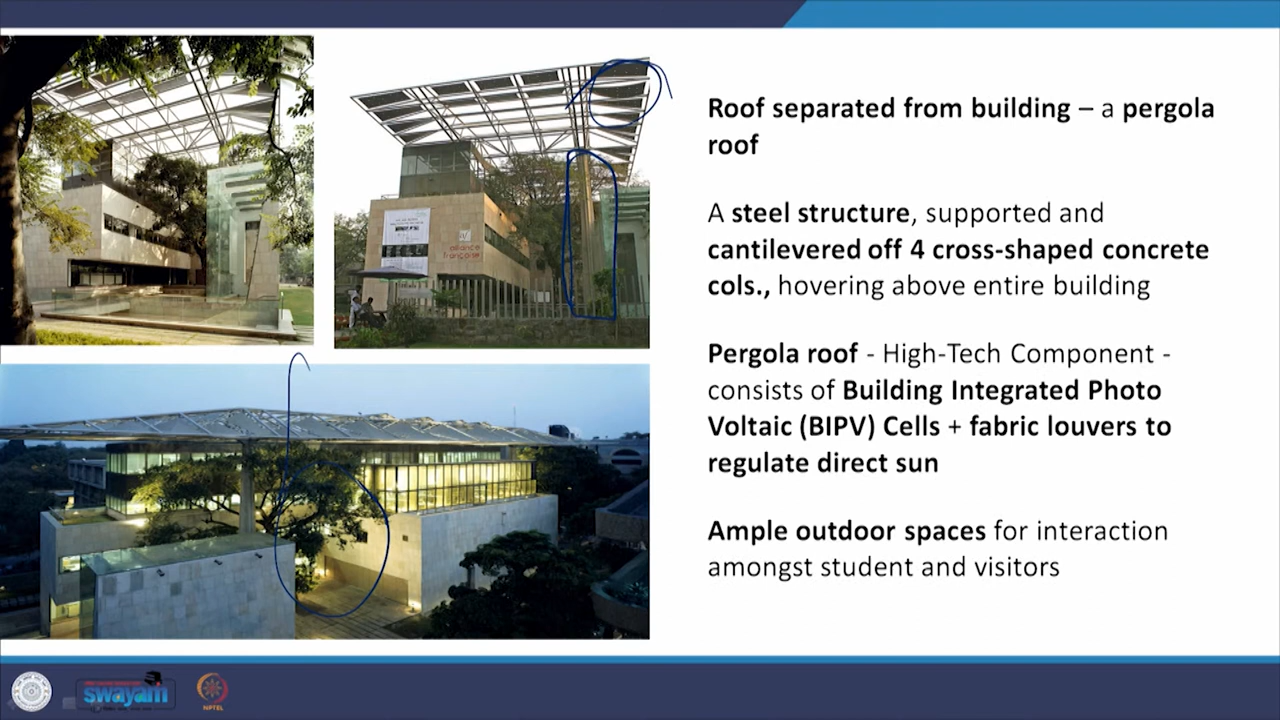 Roof separated from building – a pergola
roof
A steel structure, supported and
cantilevered off 4 cross-shaped concrete
cols., hovering above entire building
Pergola roof - High-Tech Component -
consists of Building Integrated Photo
Voltaic (BIPV) Cells + fabric louvers to
regulate direct sun
Ample outdoor spaces for interaction
amongst student and visitors
alliance
française
swayam
NPTEL